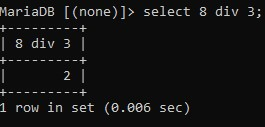 MariaDB [(none)]> select 8 div 3;
+---------+
| 8 div 3 |
+---------+
|       2 |
+---------+
1 row in set (0.006 sec)